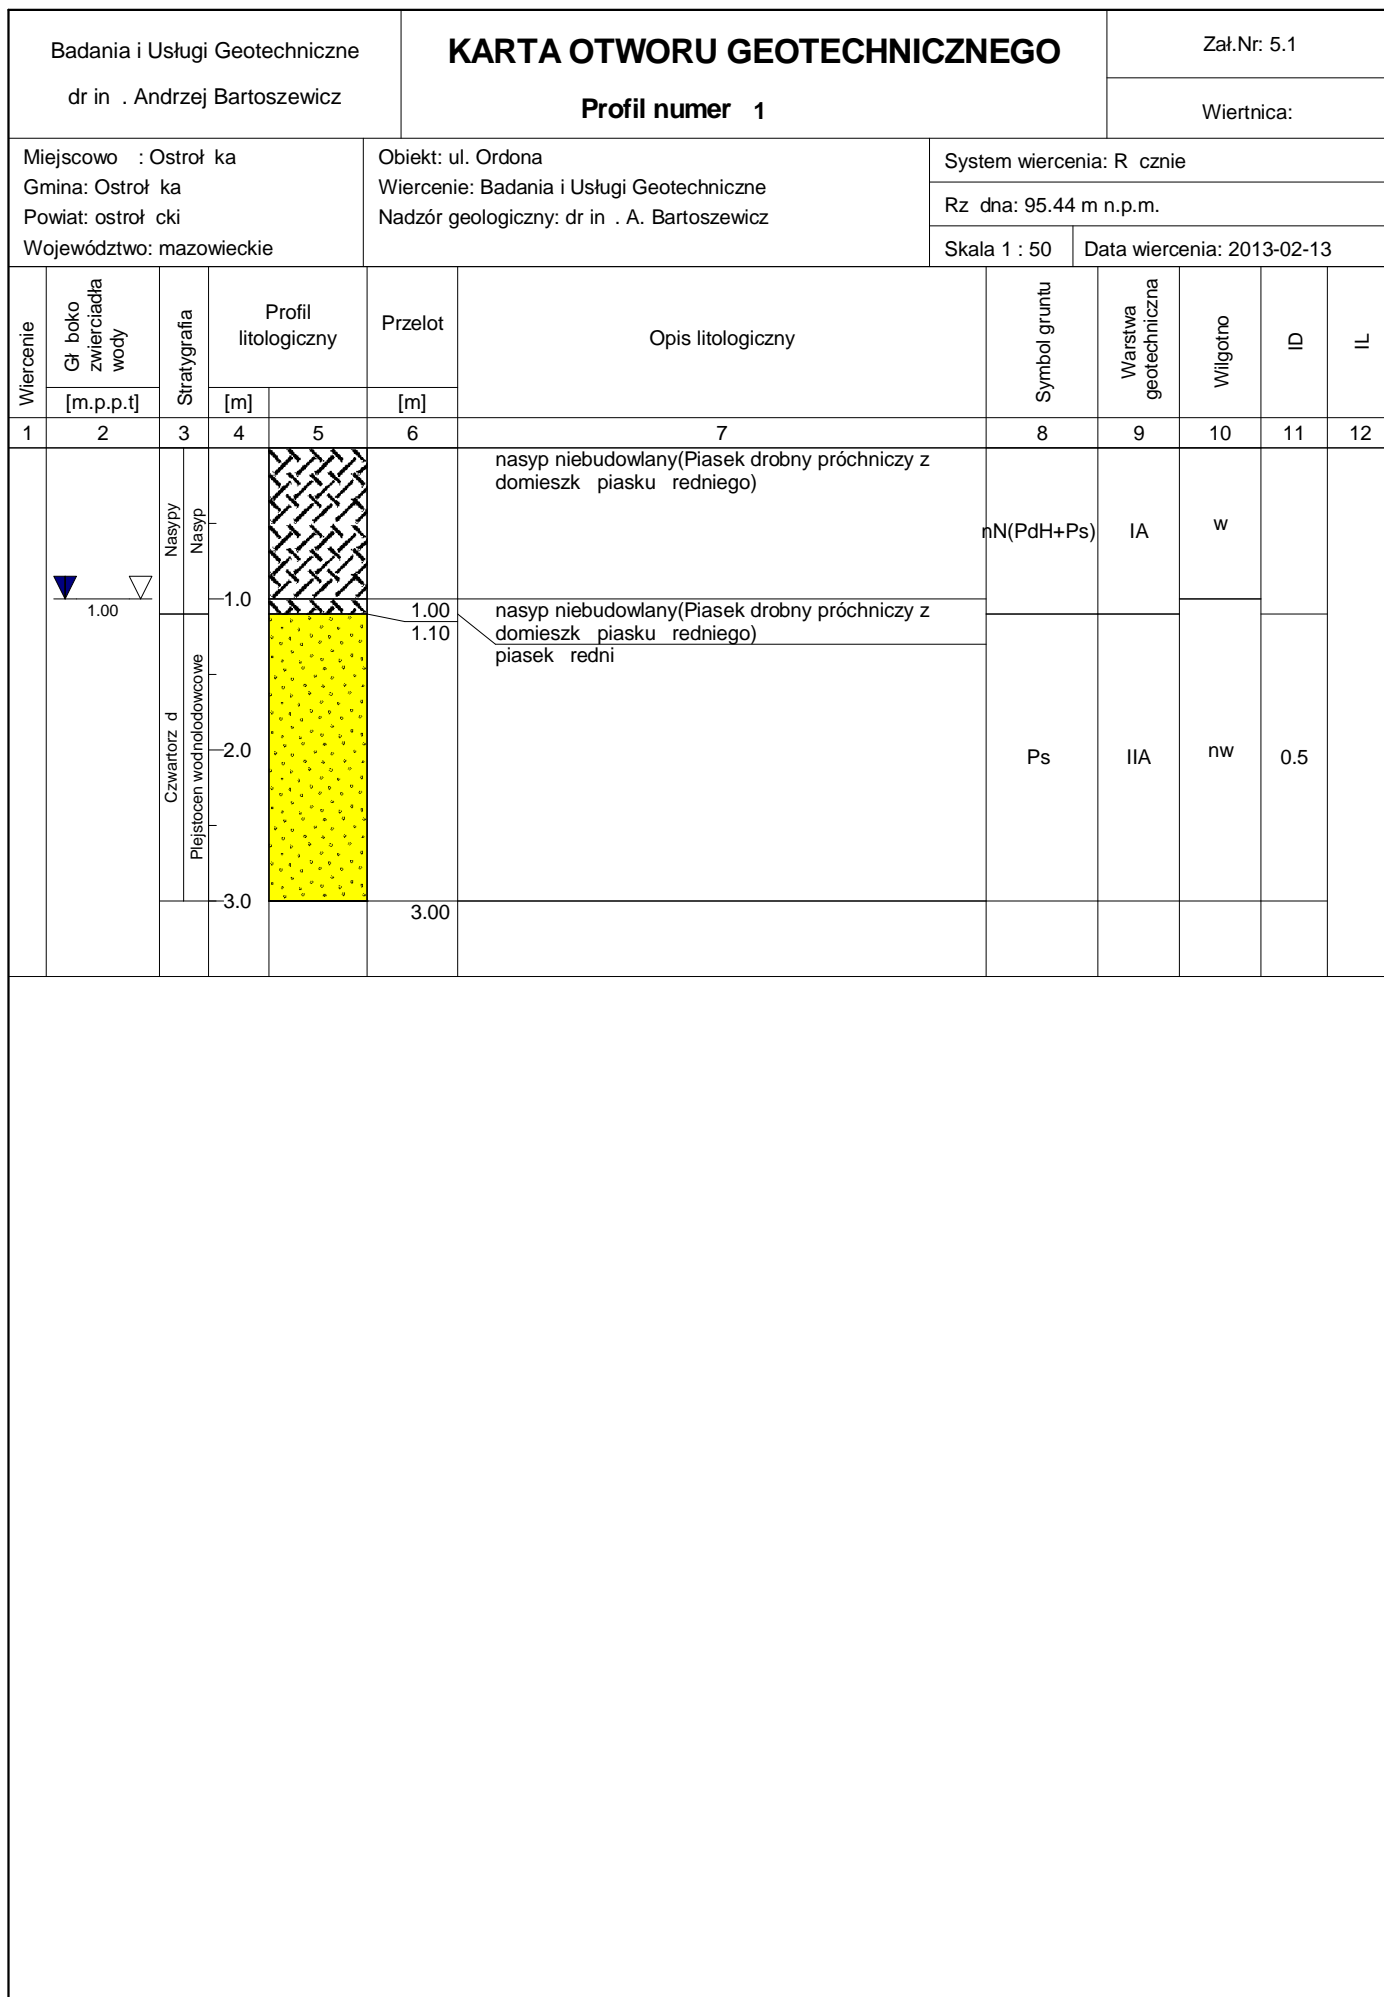 Badania i Usługi Geotechniczne
dr in . Andrzej Bartoszewicz
KARTA OTWORU GEOTECHNICZNEGO
Profil numer 1
Zał.Nr: 5.1
Wiertnica:
Miejscowo : Ostroł ka
Gmina: Ostroł ka
Powiat: ostroł cki
Województwo: mazowieckie
Obiekt: ul. Ordona
Wiercenie: Badania i Usługi Geotechniczne
Nadzór geologiczny: dr in . A. Bartoszewicz
System wiercenia: R cznie
Rz dna: 95.44 m n.p.m.
Skala 1 : 50
Data wiercenia: 2013-02-13
Wiercenie
Gł boko
zwierciadła
wody
[m.p.p.t]
Stratygrafia
Profil
litologiczny
[m]
Przelot
[m]
Opis litologiczny
Symbol gruntu
Warstwa
geotechniczna
Wilgotno
ID
IL
1 2 3 4 5 6 7 8 9 10 11 12
Nasypy
Nasyp
nasyp niebudowlany(Piasek drobny próchniczy z
domieszk piasku redniego)
nN(PdH+Ps)
IA
w
1.00
1.0
1.00
1.10
nasyp niebudowlany(Piasek drobny próchniczy z
domieszk piasku redniego)
piasek redni
Czwartorz d
Plejstocen wodnolodowcowe
2.0
Ps
IIA
nw
0.5
3.0
3.00